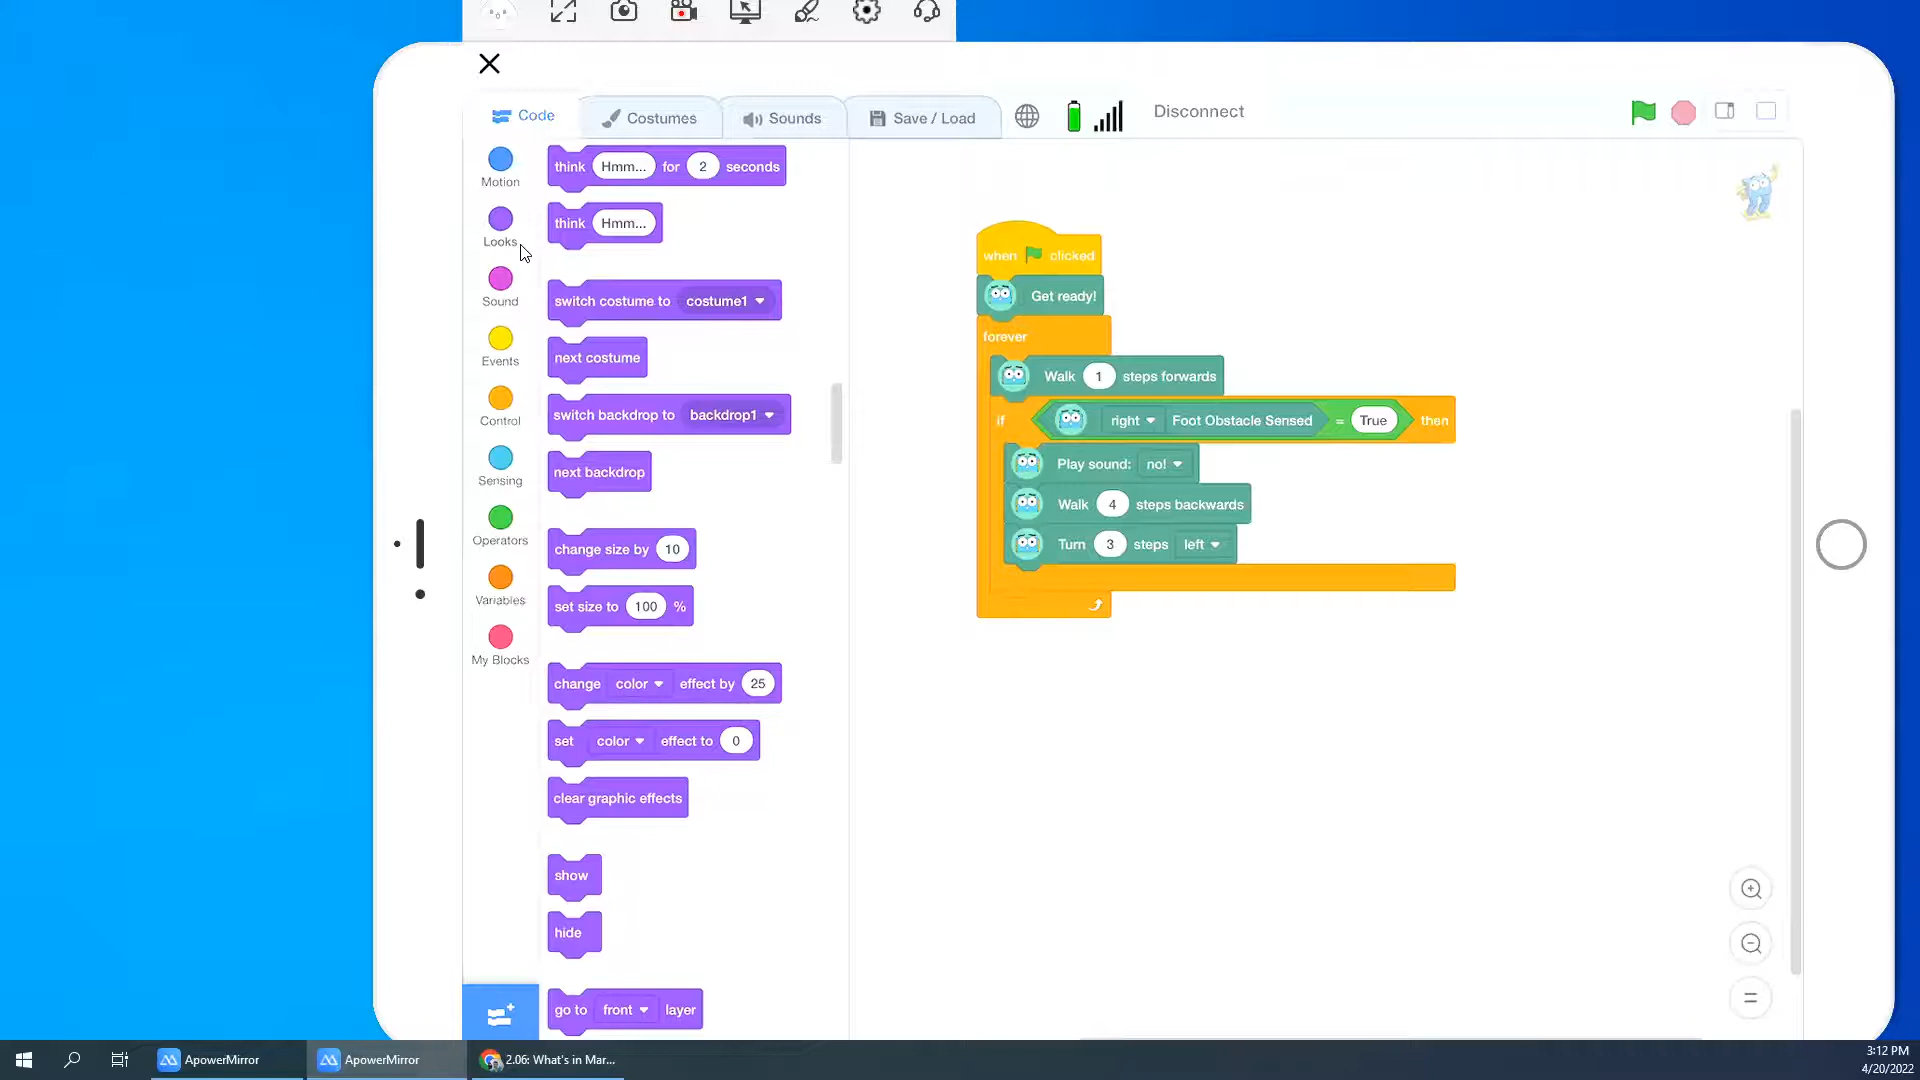 Code
Costumes
Sounds
Save / Load
Disconnect
Motion
Looks
Sound
Events
Control
Sensing
Operators
Variables
My Blocks
think Hmm... for 2 seconds
think Hmm...
switch costume to costume1
next costume
switch backdrop to backdrop1
next backdrop
change size by 10
set size to 100 %
change color effect by 25
set color effect to 0
clear graphic effects
show
hide
go to front layer
when clicked
Get ready!
forever
Walk 1 steps forwards
if right Foot Obstacle Sensed = True then
Play sound: no!
Walk 4 steps backwards
Turn 3 steps left
ApowerMirror
ApowerMirror
2.06: What's in Mar...
3:12 PM
4/20/2022